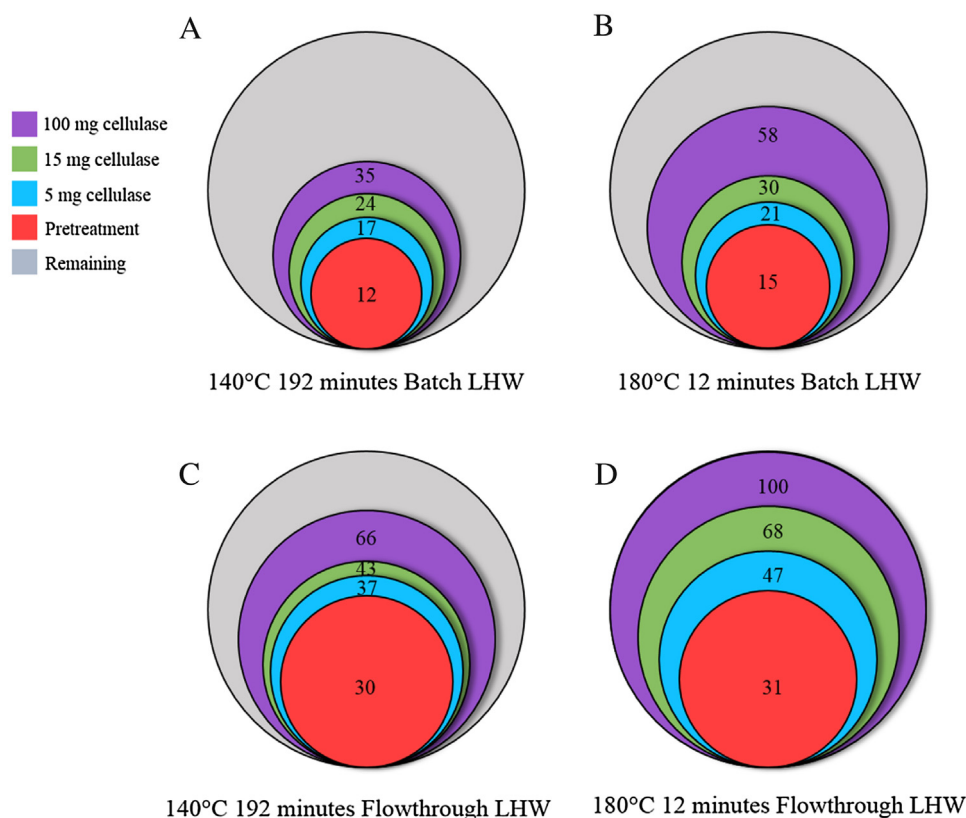 A
B
100 mg cellulase
15 mg cellulase
5 mg cellulase
Pretreatment
Remaining
35
24
17
12
58
30
21
15
140°C 192 minutes Batch LHW
180°C 12 minutes Batch LHW
C
D
66
43
37
30
100
68
47
31
140°C 192 minutes Flowthrough LHW
180°C 12 minutes Flowthrough LHW